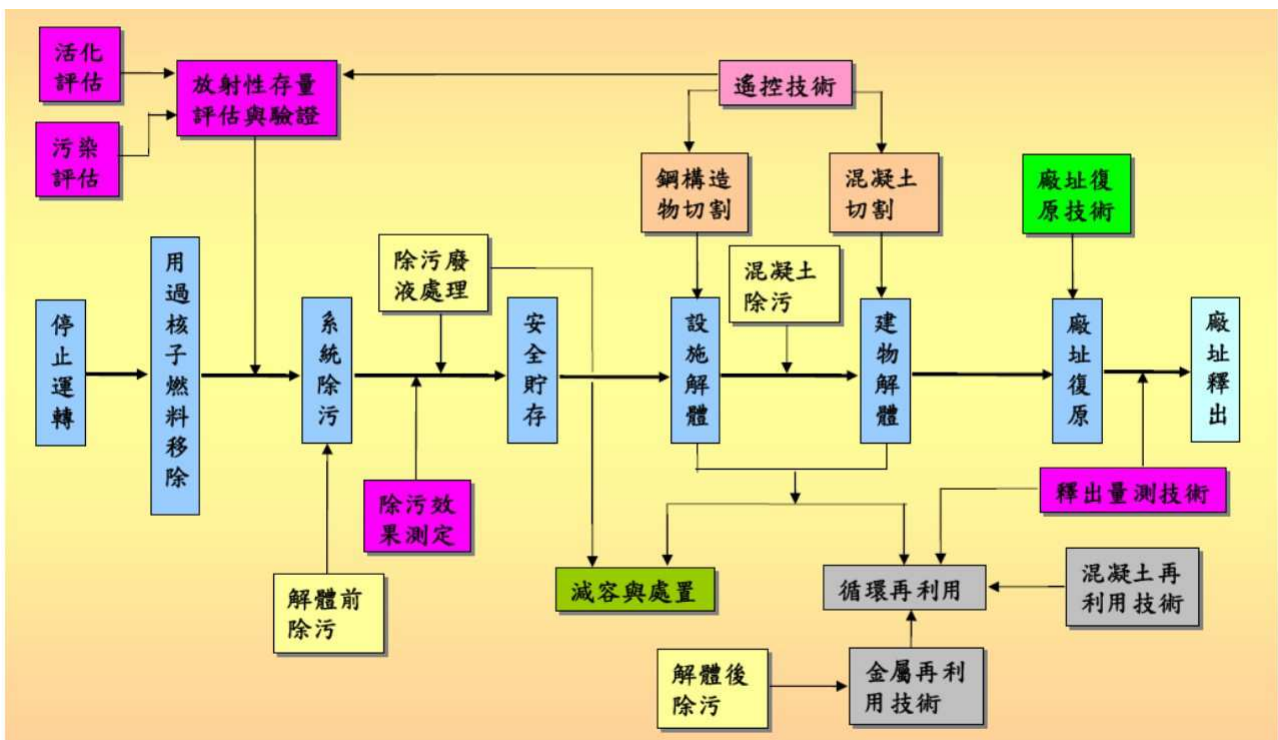 活化
評估
放射性存量
評估與驗證
遙控技術
污染
評估
鋼構造
物切割
混凝土
切割
廠址復
原技術
除污廢
液處理
混凝土
除污
停止運轉
用過核子燃料移除
系統除污
安全貯存
設施解體
建物解體
廠址復原
廠址釋出
除污效
果測定
釋出量測技術
解體前
除污
減容與處置
循環再利用
混凝土再
利用技術
解體後
除污
金屬再利
用技術